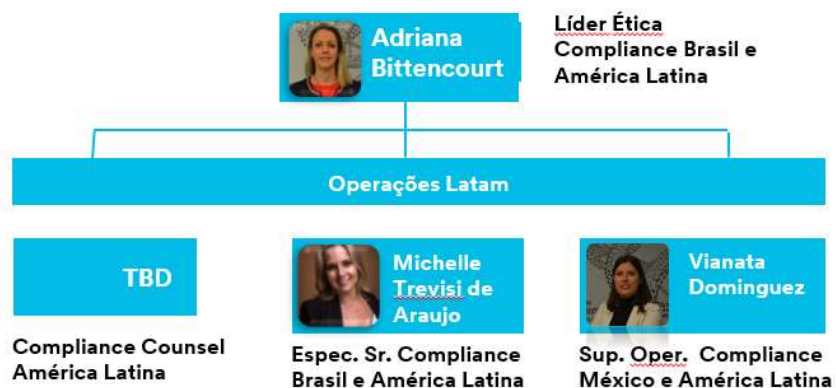 Adriana
Bittencourt
Líder Ética
Compliance Brasil e
América Latina
Operações Latam
TBD
Compliance Counsel
América Latina
Michelle
Trevisi de
Araujo
Espec. Sr. Compliance
Brasil e América Latina
Vianata
Dominguez
Sup. Oper. Compliance
México e América Latina